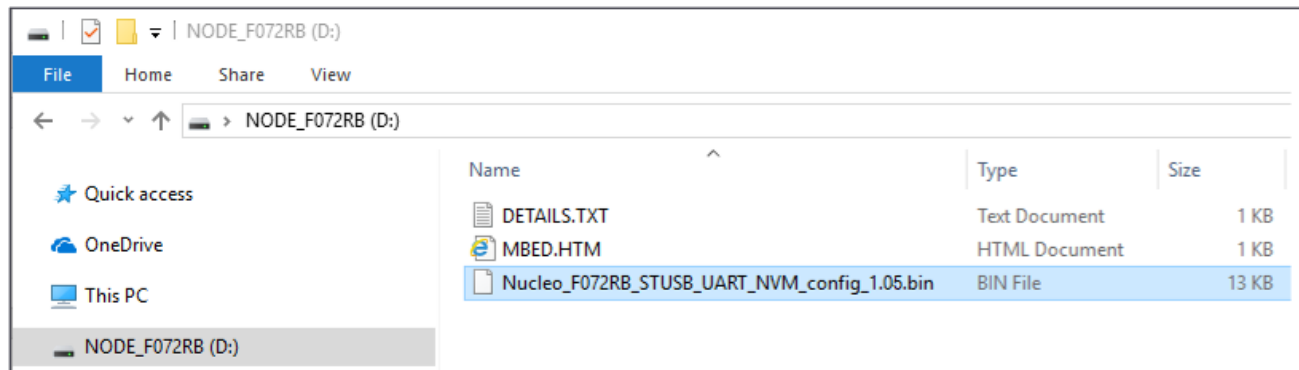 NODE_F072RB (D:)
File Home Share View
NODE_F072RB (D:)
Quick access
OneDrive
This PC
NODE_F072RB (D:)
Name Type Size
DETAILS.TXT Text Document 1 KB
MBED.HTM HTML Document 1 KB
Nucleo_F072RB_STUSB_UART_NVM_config_1.05.bin BIN File 13 KB